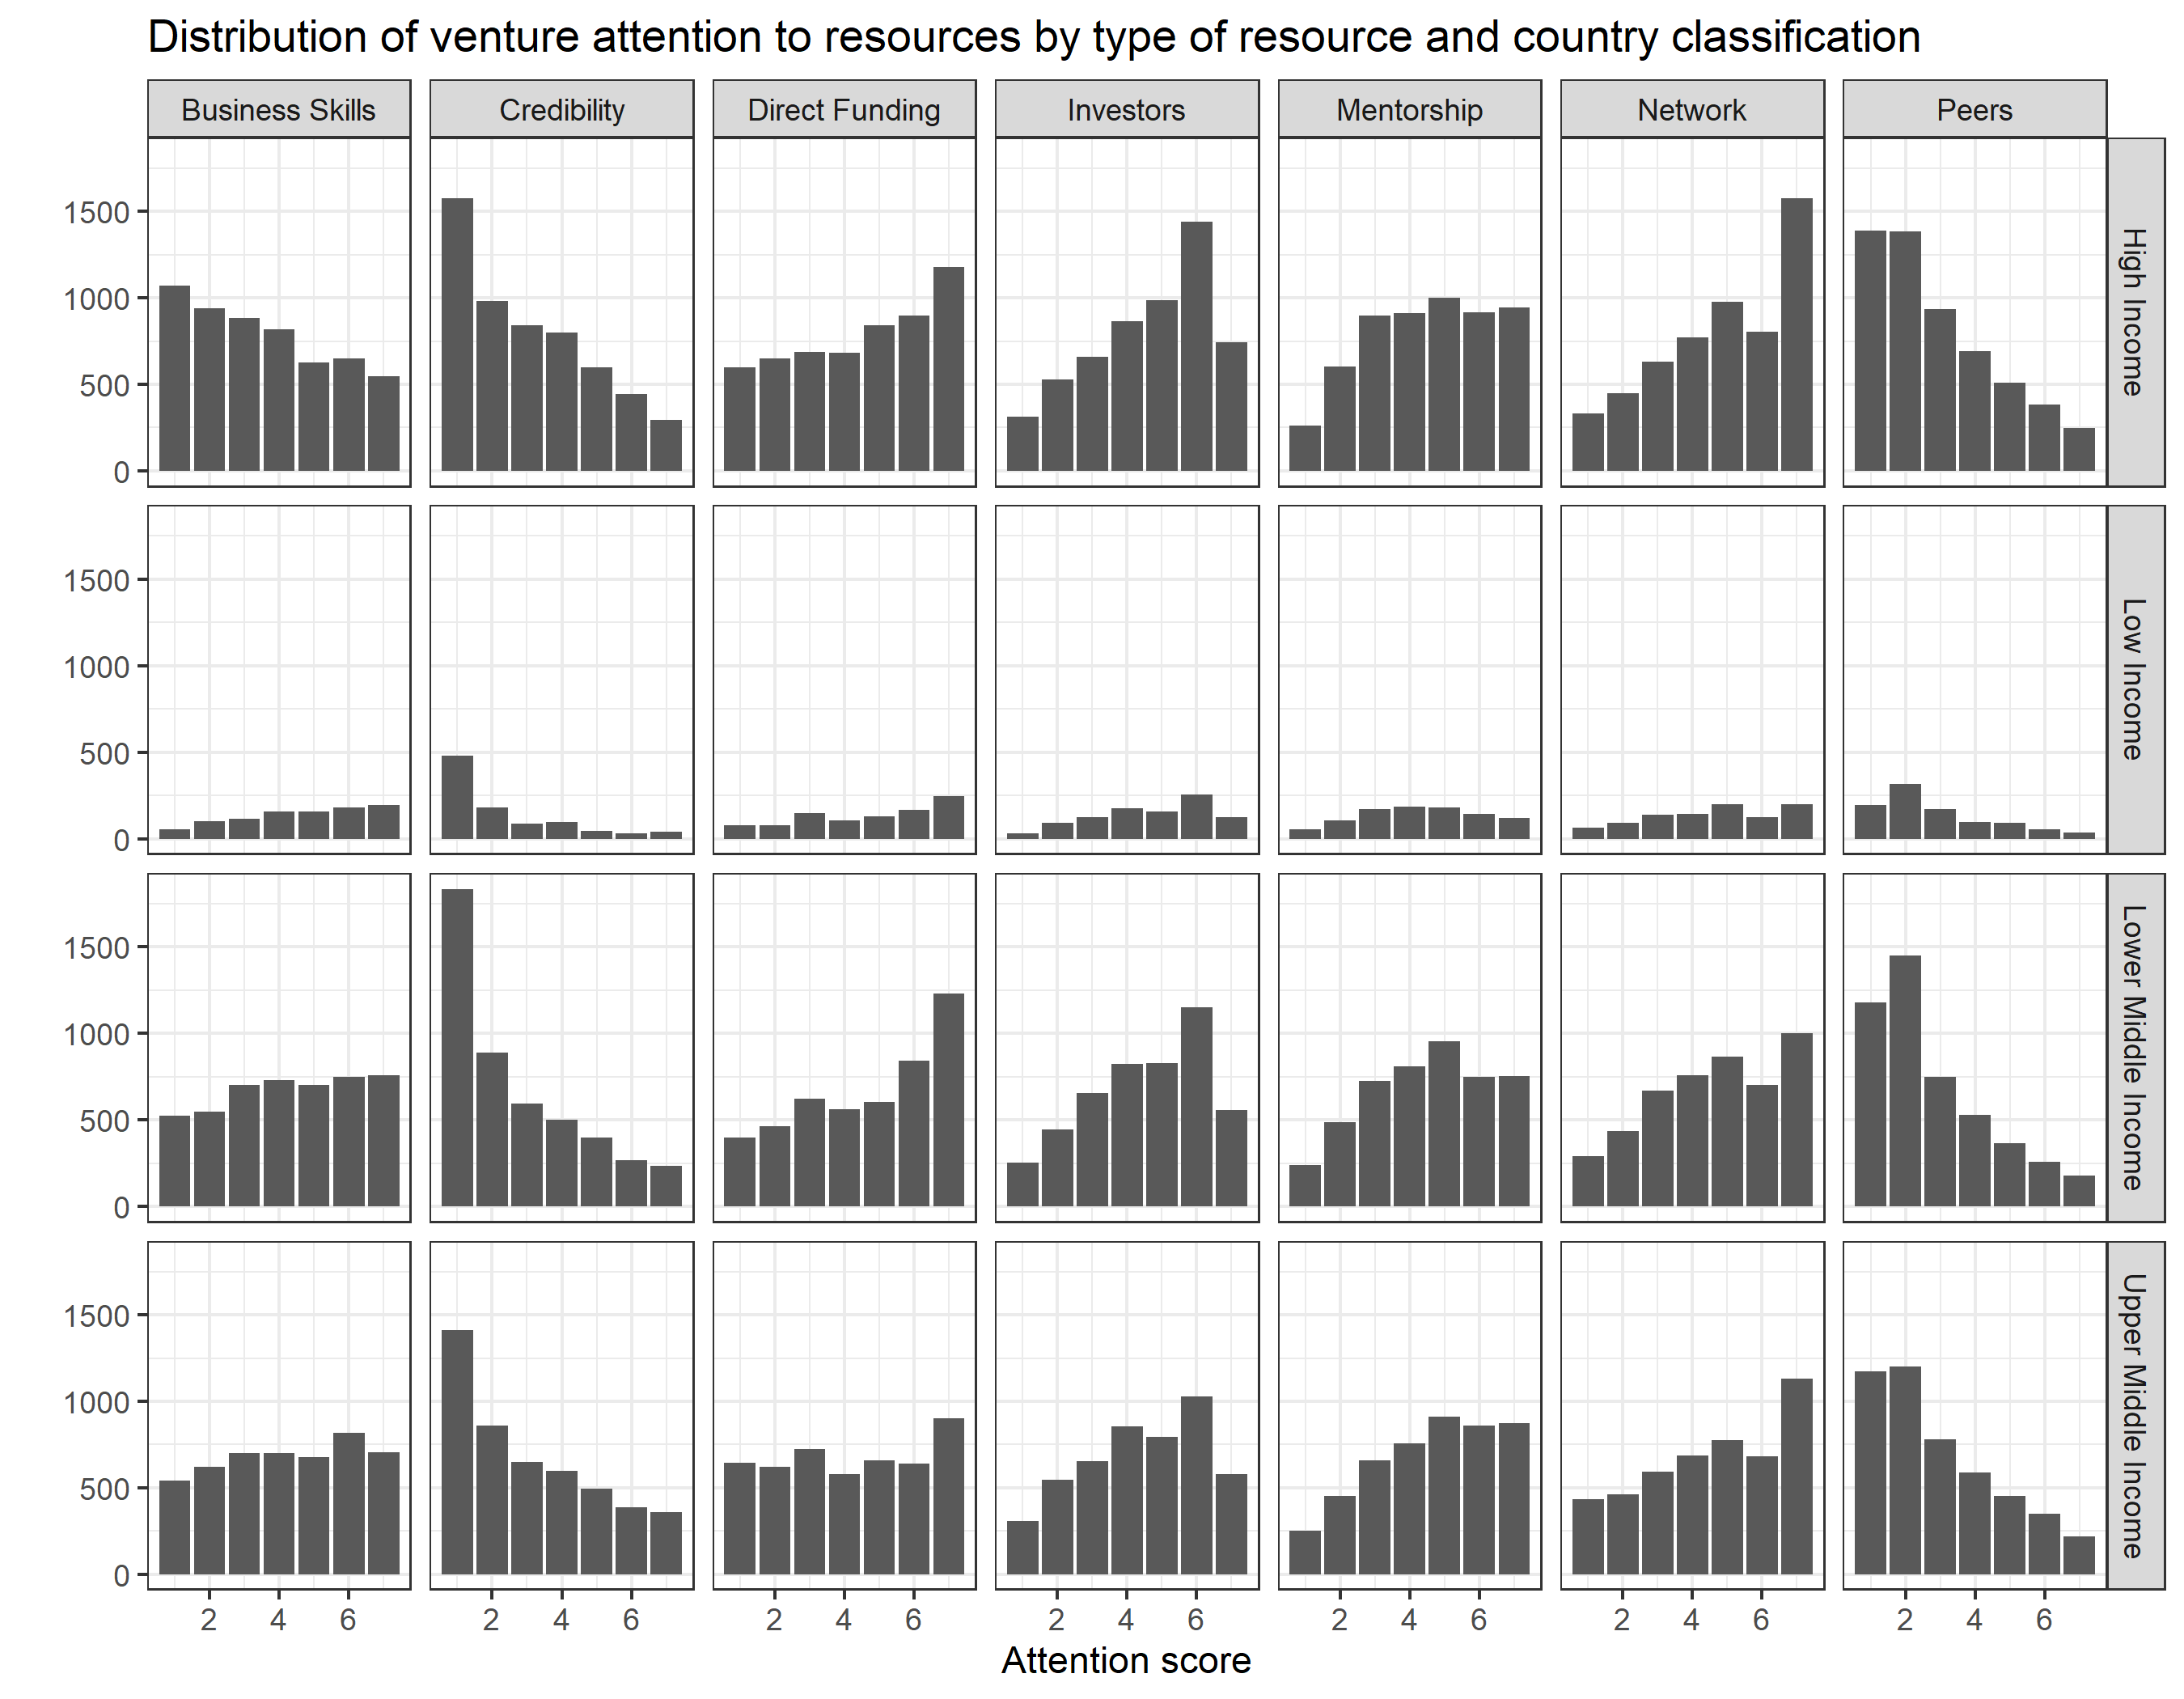 Distribution of venture attention to resources by type of resource and country classification
Business Skills
Credibility
Direct Funding
Investors
Mentorship
Network
Peers
1500
1000
500
0
High Income
1500
1000
500
0
Low Income
1500
1000
500
0
Lower Middle Income
1500
1000
500
0
Upper Middle Income
2 4 6
2 4 6
2 4 6
2 4 6
2 4 6
2 4 6
2 4 6
Attention score